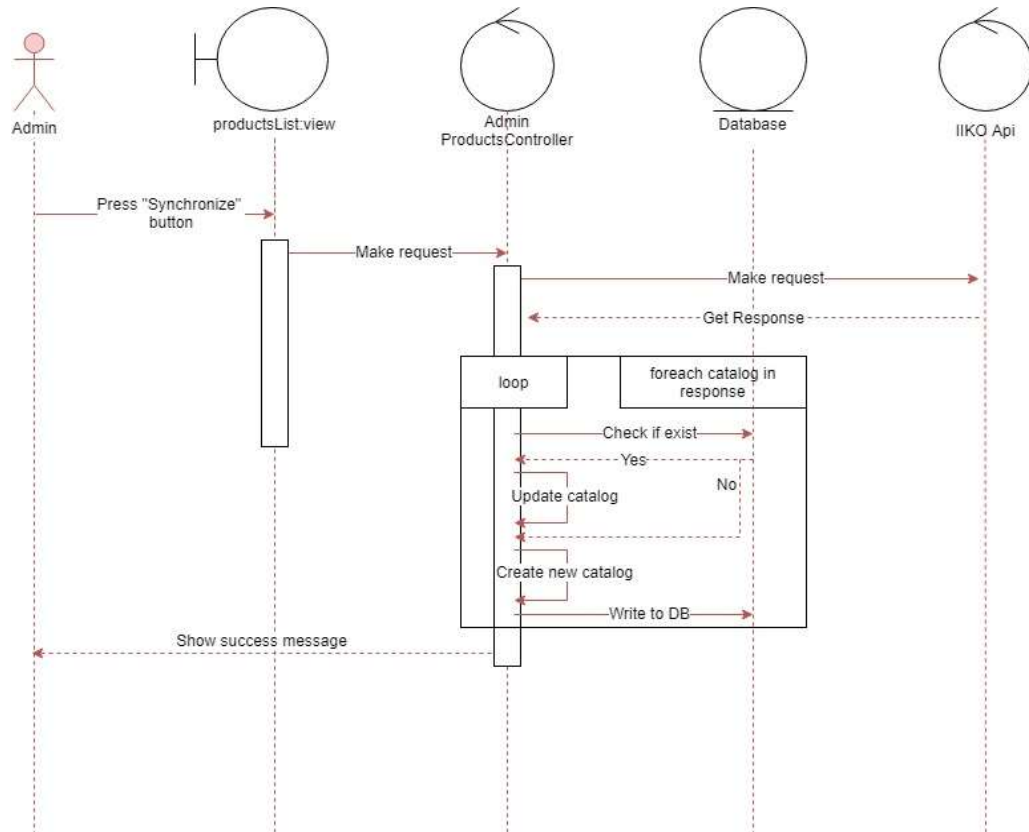 Admin
productsList:view
Admin
ProductsController
Database
IIKO Api
Press "Synchronize"
button
Make request
Make request
Get Response
loop
foreach catalog in
response
Check if exist
Yes
No
Update catalog
Create new catalog
Write to DB
Show success message